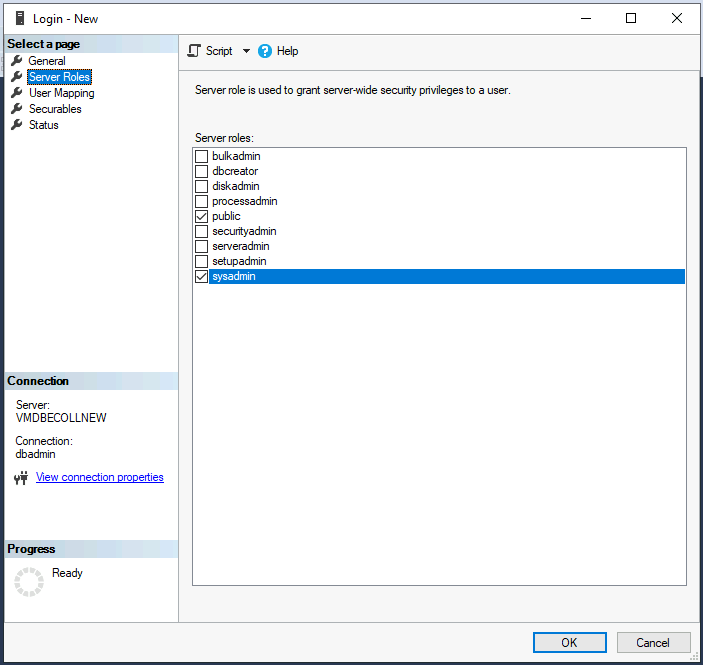 Login - New
Select a page
General
Server Roles
User Mapping
Securables
Status
Script
Help
Server role is used to grant server-wide security privileges to a user.
Server roles:
bulkadmin
dbcreator
diskadmin
processadmin
public
securityadmin
serveradmin
setupadmin
sysadmin
Connection
Server:
VMDBECOLLNEW
Connection:
dbadmin
View connection properties
Progress
Ready
OK
Cancel